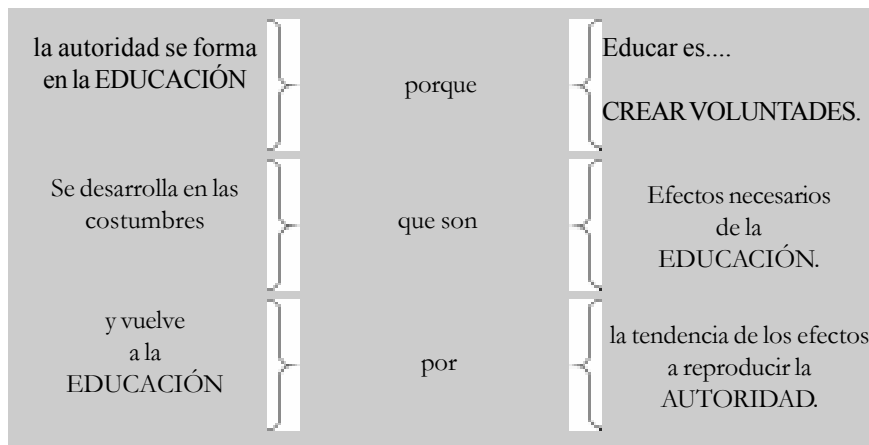 la autoridad se forma
en la EDUCACIÓN
porque
Educar es....
CREAR VOLUNTADES.
Se desarrolla en las
costumbres
que son
Efectos necesarios
de la
EDUCACIÓN.
y vuelve
a la
EDUCACIÓN
por
la tendencia de los efectos
a reproducir la
AUTORIDAD.